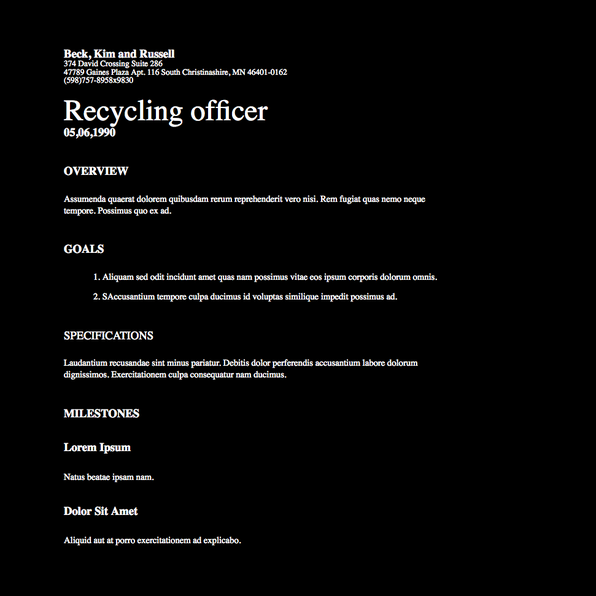 Beck, Kim and Russell
374 David Crossing Suite 286
47789 Gaines Plaza Apt. 116 South Christinashire, MN 46401-0162
(598)757-8958x9830
Recycling officer
05,06,1990
OVERVIEW
Assumenda quaerat dolorem quibusdam rerum reprehenderit vero nisi. Rem fugiat quas nemo neque
tempore. Possimus quo ex ad.
GOALS
1. Aliquam sed odit incidunt amet quas nam possimus vitae eos ipsum corporis dolorum omnis.
2. SAccusantium tempore culpa ducimus id voluptas similique impedit possimus ad.
SPECIFICATIONS
Laudantium recusandae sint minus pariatur. Debitis dolor perferendis accusantium labore dolorum
dignissimos. Exercitationem culpa consequatur nam ducimus.
MILESTONES
Lorem Ipsum
Natus beatae ipsam nam.
Dolor Sit Amet
Aliquid aut at porro exercitationem ad explicabo.